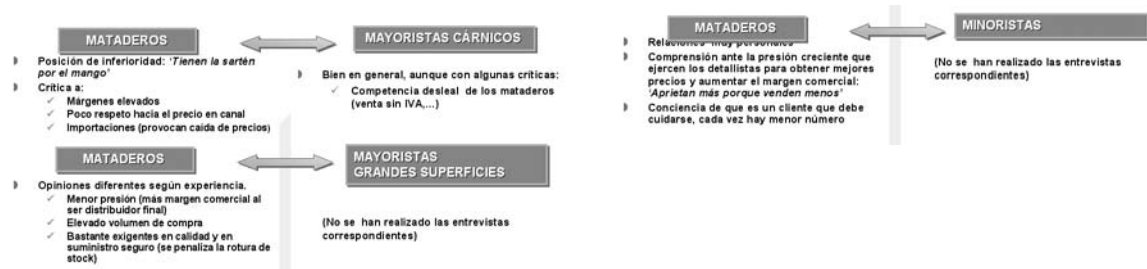 MATADEROS
MAYORISTAS CÁRNICOS
Posición de inferioridad: ‘Tienen la sartén
por el mango’
Crítica a:
Márgenes elevados
Poco respeto hacia el precio en canal
Importaciones (provocan caída de precios)
Bien en general, aunque con algunas críticas:
Competencia desleal de los mataderos
(venta sin IVA,...)
MATADEROS
MAYORISTAS
GRANDES SUPERFICIES
Opiniones diferentes según experiencia.
Menor presión (más margen comercial al
ser distribuidor final)
Elevado volumen de compra
Bastante exigentes en calidad y en
suministro seguro (se penaliza la rotura de
stock)
(No se han realizado las entrevistas
correspondientes)
MATADEROS
MINORISTAS
Relaciones muy personales
Comprensión ante la presión creciente que
ejercen los detallistas para obtener mejores
precios y aumentar el margen comercial:
‘Aprietan más porque venden menos’
Conciencia de que es un cliente que debe
cuidarse, cada vez hay menor número
(No se han realizado las entrevistas
correspondientes)